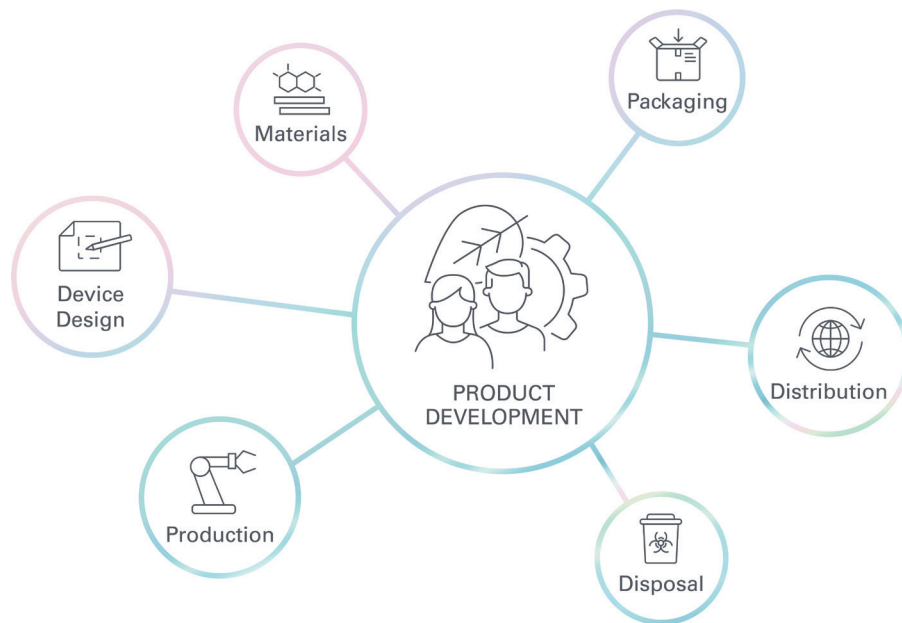 Packaging
Materials
Device
Design
Distribution
PRODUCT
DEVELOPMENT
Production
Disposal